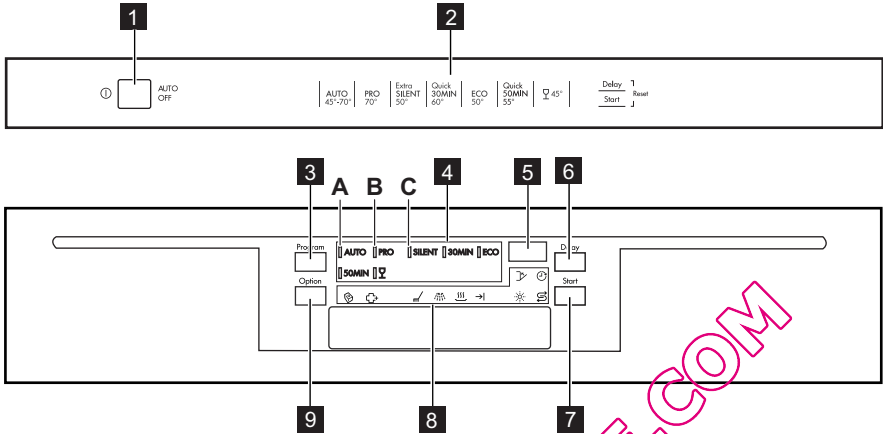 1
2
AUTO OFF
AUTO 45°-70°
PRO 70°
Extra SILENT 50°
Quick 30MIN 60°
ECO 50°
Quick 50MIN 55°
45°
Delay
Start
Reset
3
A
B
C
4
5
6
Program
AUTO PRO SILENT 30MIN ECO
Delay
50MIN
Option
Start
9
8
7
.COM